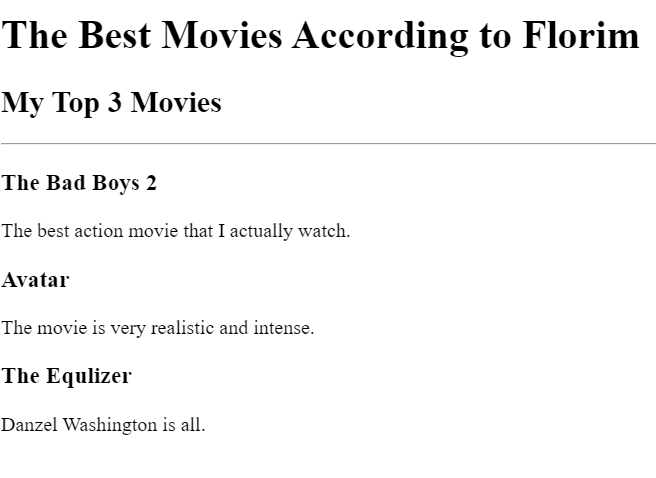 The Best Movies According to Florim
My Top 3 Movies
The Bad Boys 2
The best action movie that I actually watch.
Avatar
The movie is very realistic and intense.
The Equlizer
Danzel Washington is all.